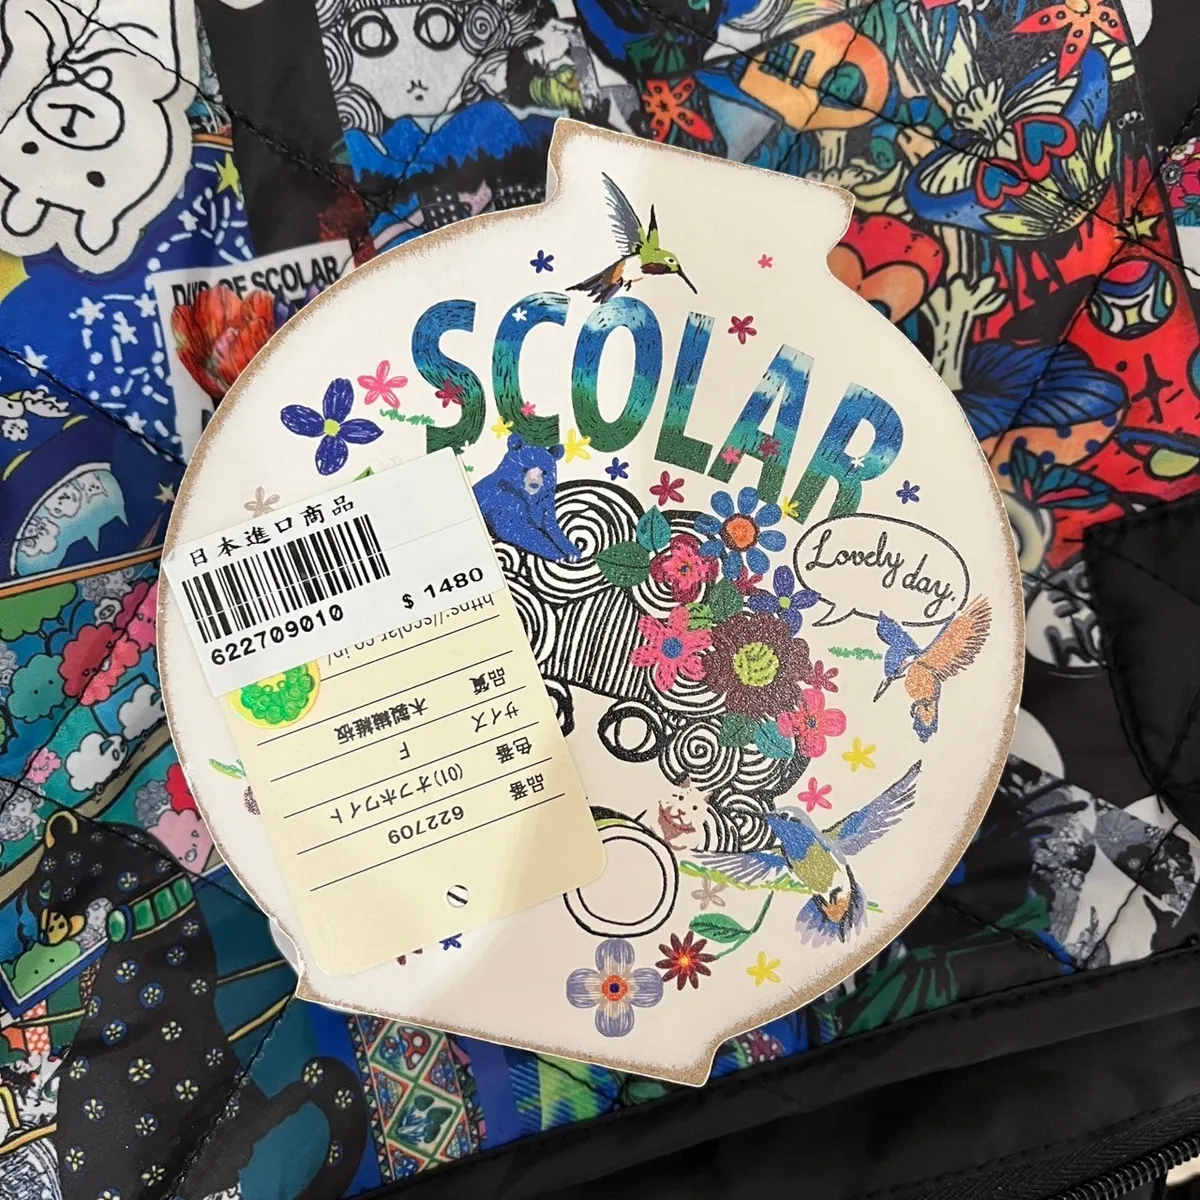 DAYS OF SCOLAR
SCOLAR
Lovely day.
日本進口商品
$ 1480
622709010
https://scolar.co.jp/
品質 木製繊維板
サイズ F
色番 (01)オフホワイト
品番 622709